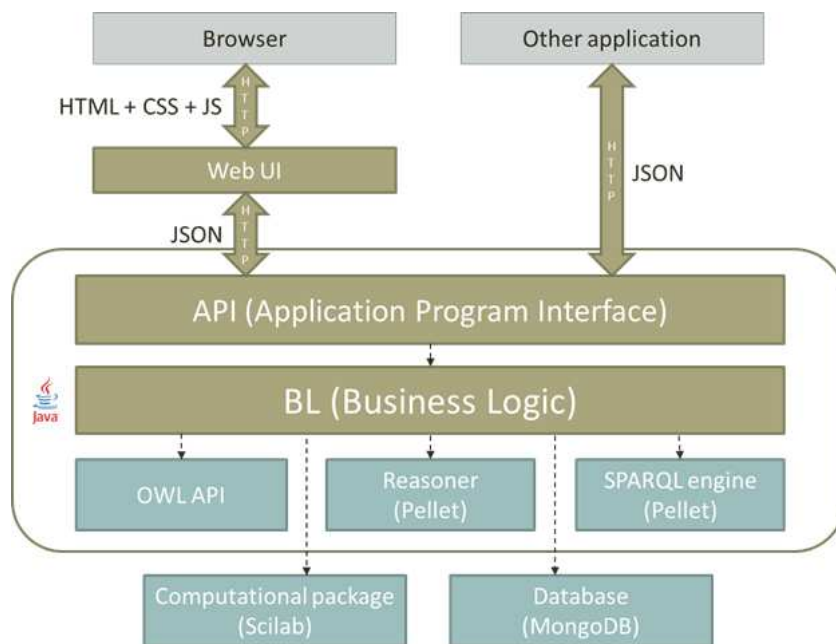 Browser
Other application
HTTP
HTML + CSS + JS
Web UI
HTTP
JSON
HTTP
JSON
API (Application Program Interface)
BL (Business Logic)
Java
OWL API
Reasoner
(Pellet)
SPARQL engine
(Pellet)
Computational package
(Scilab)
Database
(MongoDB)